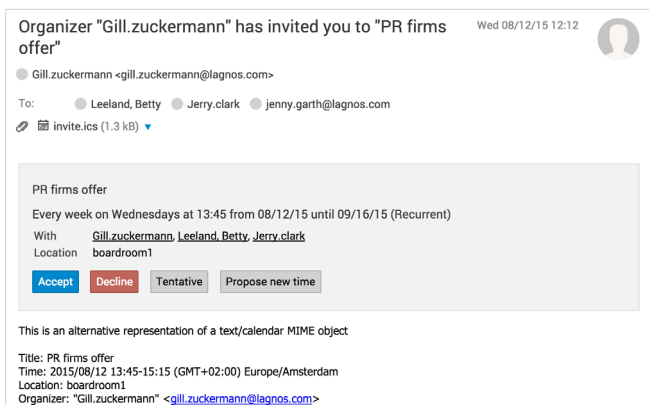 Organizer "Gill.zuckermann" has invited you to "PR firms
offer"
Wed 08/12/15 12:12
Gill.zuckermann <gill.zuckermann@lagnos.com>
To: Leeland, Betty Jerry.clark jenny.garth@lagnos.com
invite.ics (1.3 kB)
PR firms offer
Every week on Wednesdays at 13:45 from 08/12/15 until 09/16/15 (Recurrent)
With Gill.zuckermann, Leeland, Betty, Jerry.clark
Location boardroom1
Accept Decline Tentative Propose new time
This is an alternative representation of a text/calendar MIME object
Title: PR firms offer
Time: 2015/08/12 13:45-15:15 (GMT+02:00) Europe/Amsterdam
Location: boardroom1
Organizer: "Gill.zuckermann" <gill.zuckermann@lagnos.com>